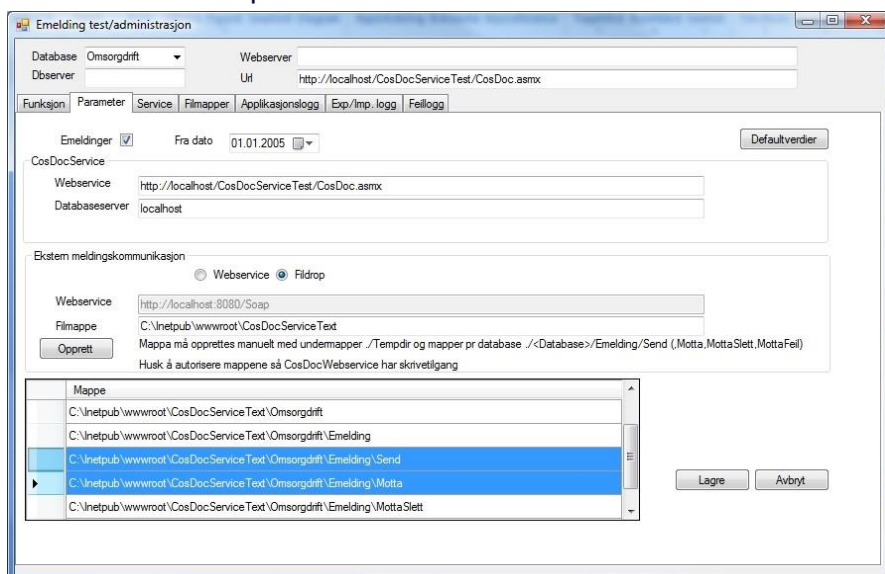 Emelding test/administrasjon
Database Omsorgdrift Webserver
Dbserver Url http://localhost/CosDocServiceTest/CosDoc.asmx
Funksjon Parameter Service Filmapper Applikasjonslogg Exp/Imp. logg Feillogg
Emeldinger Fra dato 01.01.2005 Defaultverdier
CosDocService
Webservice http://localhost/CosDocServiceTest/CosDoc.asmx
Databaseserver localhost
Ekstern meldingskommunikasjon
Webservice Fildrop
Webservice http://localhost:8080/Soap
Filmappe C:\Inetpub\wwwroot\CosDocServiceText
Opprett Mappa må opprettes manuelt med undermapper ./Tempdir og mapper pr database ./<Database>/Emelding/Send (,Motta,MottaSlett,MottaFeil)
Husk å autorisere mappene så CosDocWebservice har skrivetilgang
Mappe
C:\Inetpub\wwwroot\CosDocServiceText\Omsorgdrift
C:\Inetpub\wwwroot\CosDocServiceText\Omsorgdrift\Emelding
C:\Inetpub\wwwroot\CosDocServiceText\Omsorgdrift\Emelding\Send
C:\Inetpub\wwwroot\CosDocServiceText\Omsorgdrift\Emelding\Motta
Lagre Avbryt
C:\Inetpub\wwwroot\CosDocServiceText\Omsorgdrift\Emelding\MottaSlett